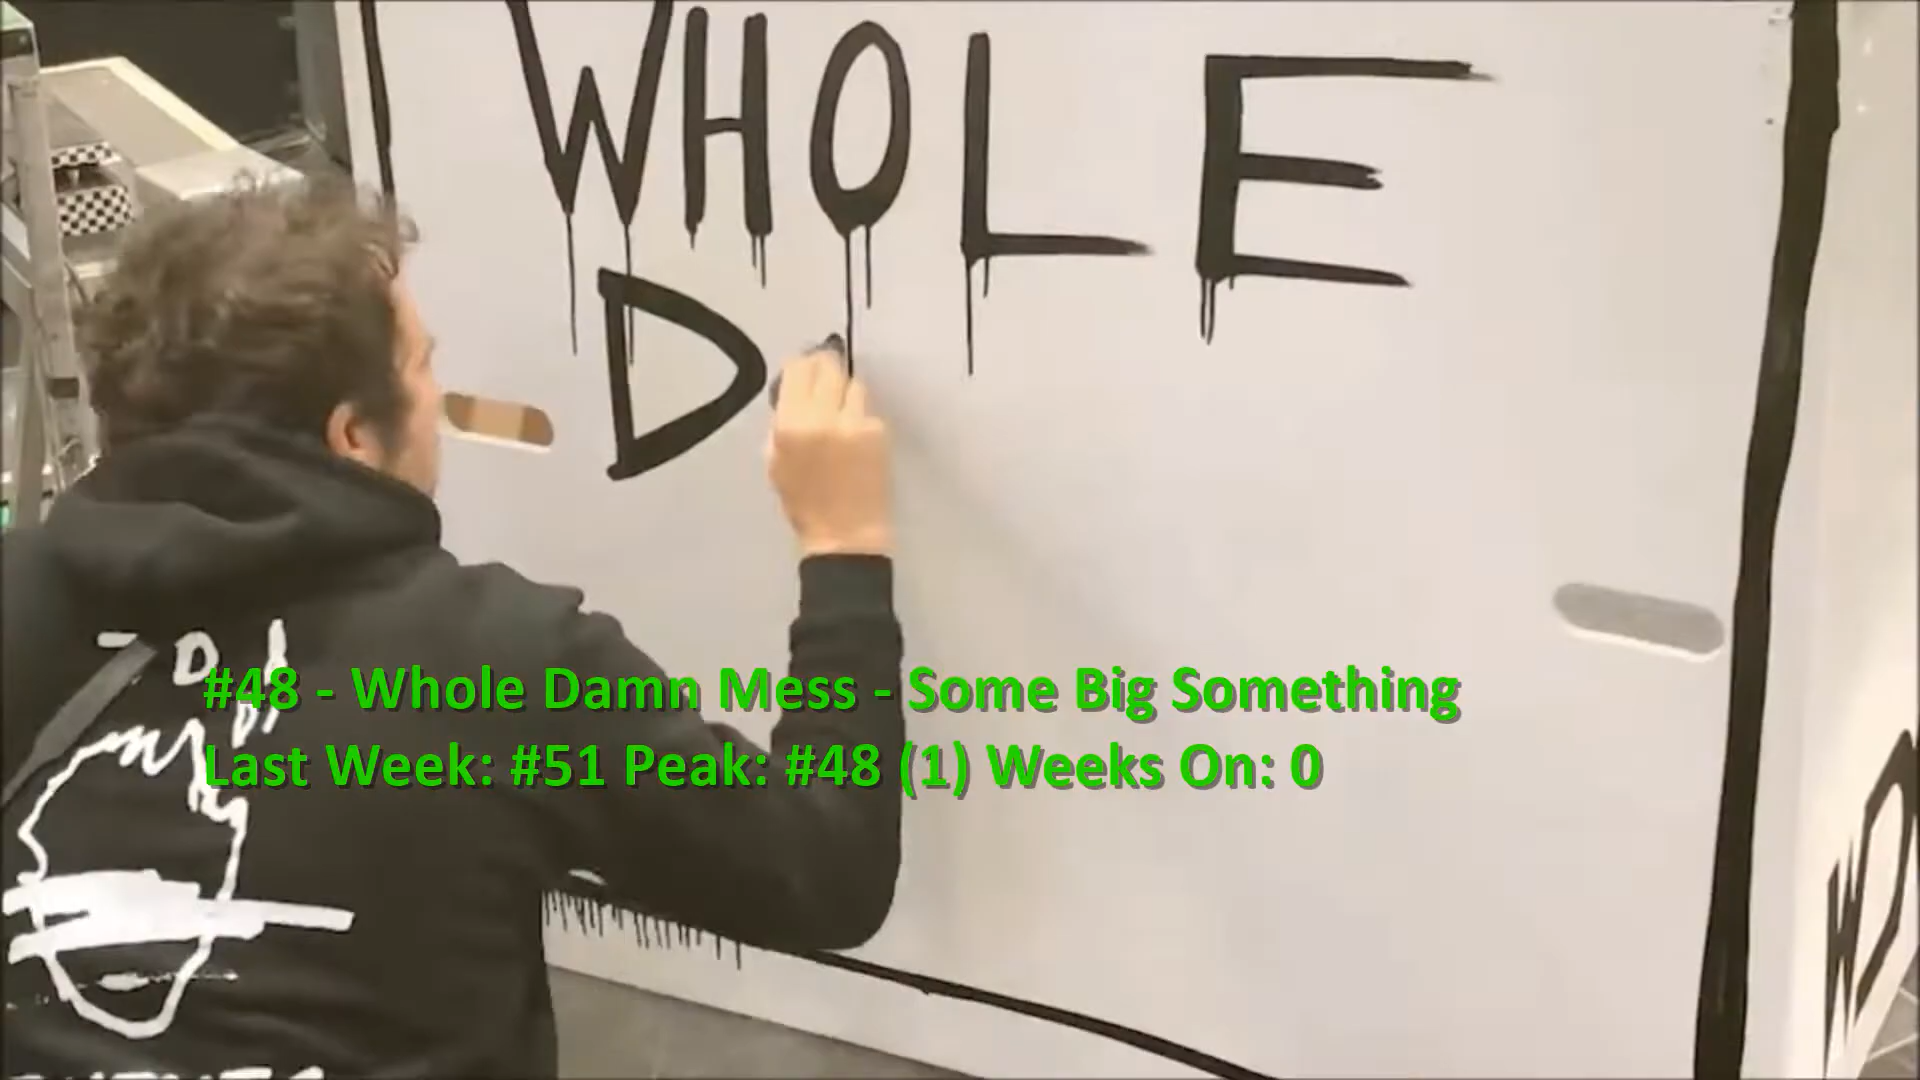 WHOLE
D
#48 - Whole Damn Mess - Some Big Something
Last Week: #51 Peak: #48 (1) Weeks On: 0